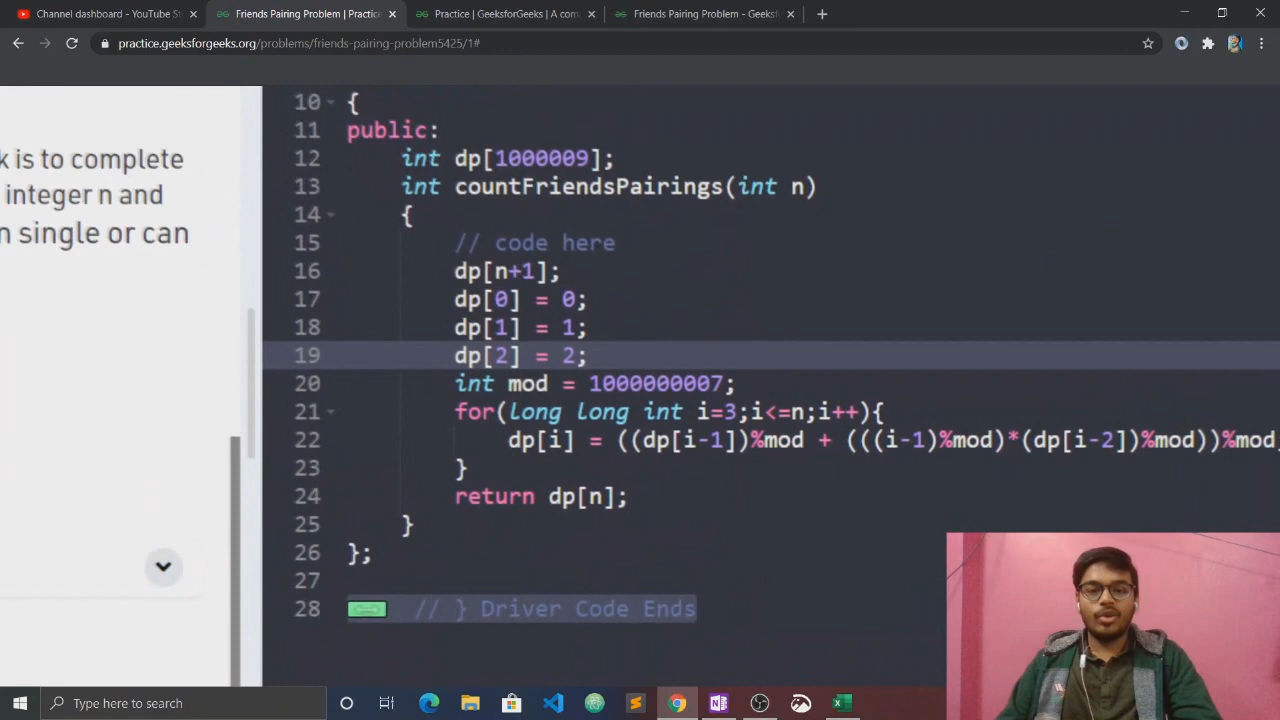 Channel dashboard - YouTube St
Friends Pairing Problem | Practice
Practice | GeeksforGeeks | A com
Friends Pairing Problem - Geeksf
practice.geeksforgeeks.org/problems/friends-pairing-problem5425/1#
k is to complete
integer n and
n single or can
10 {
11 public:
12 int dp[1000009];
13 int countFriendsPairings(int n)
14 {
15 // code here
16 dp[n+1];
17 dp[0] = 0;
18 dp[1] = 1;
19 dp[2] = 2;
20 int mod = 1000000007;
21 for(long long int i=3;i<=n;i++){
22 dp[i] = ((dp[i-1])%mod + (((i-1)%mod)*(dp[i-2])%mod))%mod
23 }
24 return dp[n];
25 }
26 };
27
28 // } Driver Code Ends
Type here to search